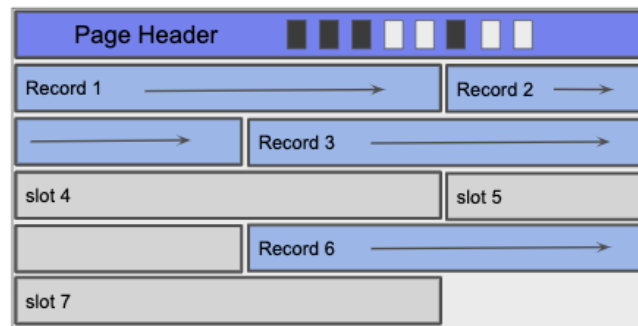 Page Header
Record 1 Record 2
Record 3
slot 4 slot 5
Record 6
slot 7